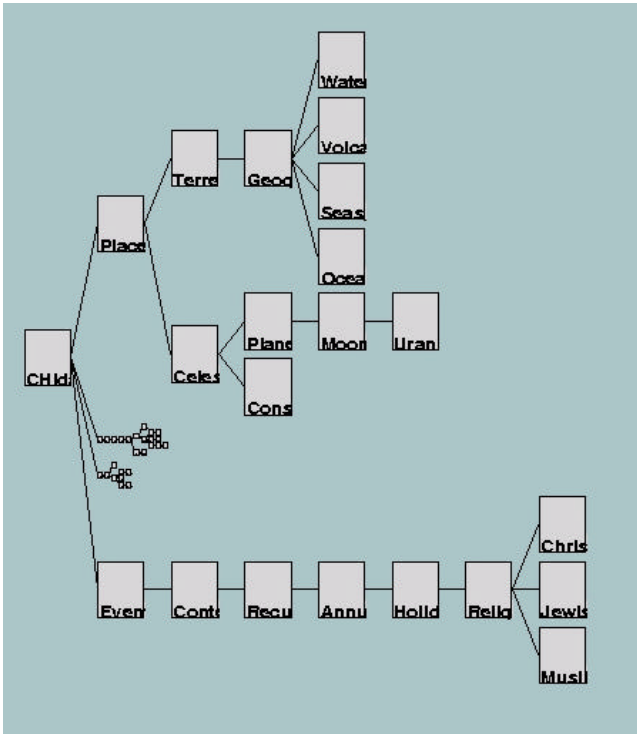 Wate
Volca
Terre
Geog
Seas
Place
Ocea
Plane
Moon
Uran
CHld
Celes
Cons
Chris
Even
Conte
Recu
Annu
Holid
Relig
Jewis
Musli